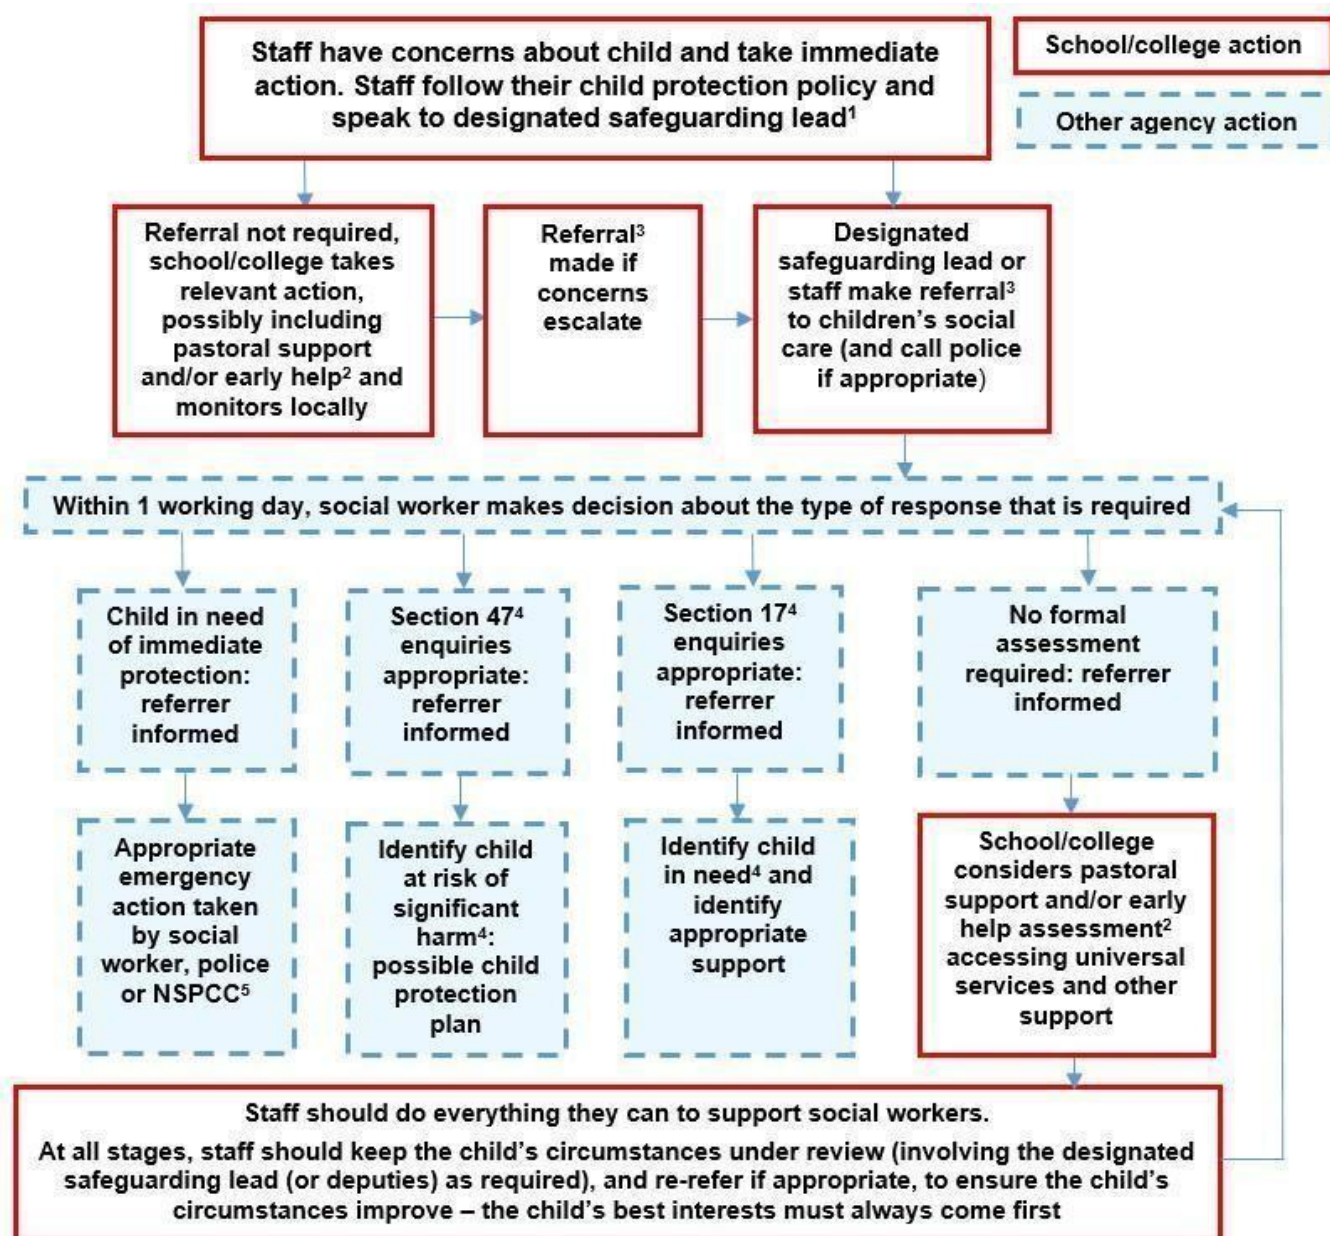 Staff have concerns about child and take immediate
action. Staff follow their child protection policy and
speak to designated safeguarding lead¹
School/college action
Other agency action
Referral not required,
school/college takes
relevant action,
possibly including
pastoral support
and/or early help² and
monitors locally
Referral³
made if
concerns
escalate
Designated
safeguarding lead or
staff make referral³
to children’s social
care (and call police
if appropriate)
Within 1 working day, social worker makes decision about the type of response that is required
Child in need
of immediate
protection:
referrer
informed
Section 47⁴
enquiries
appropriate:
referrer
informed
Section 17⁴
enquiries
appropriate:
referrer
informed
No formal
assessment
required: referrer
informed
Appropriate
emergency
action taken
by social
worker, police
or NSPCC⁵
Identify child
at risk of
significant
harm⁴:
possible child
protection
plan
Identify child
in need⁴ and
identify
appropriate
support
School/college
considers pastoral
support and/or early
help assessment²
accessing universal
services and other
support
Staff should do everything they can to support social workers.
At all stages, staff should keep the child’s circumstances under review (involving the designated
safeguarding lead (or deputies) as required), and re-refer if appropriate, to ensure the child’s
circumstances improve – the child’s best interests must always come first